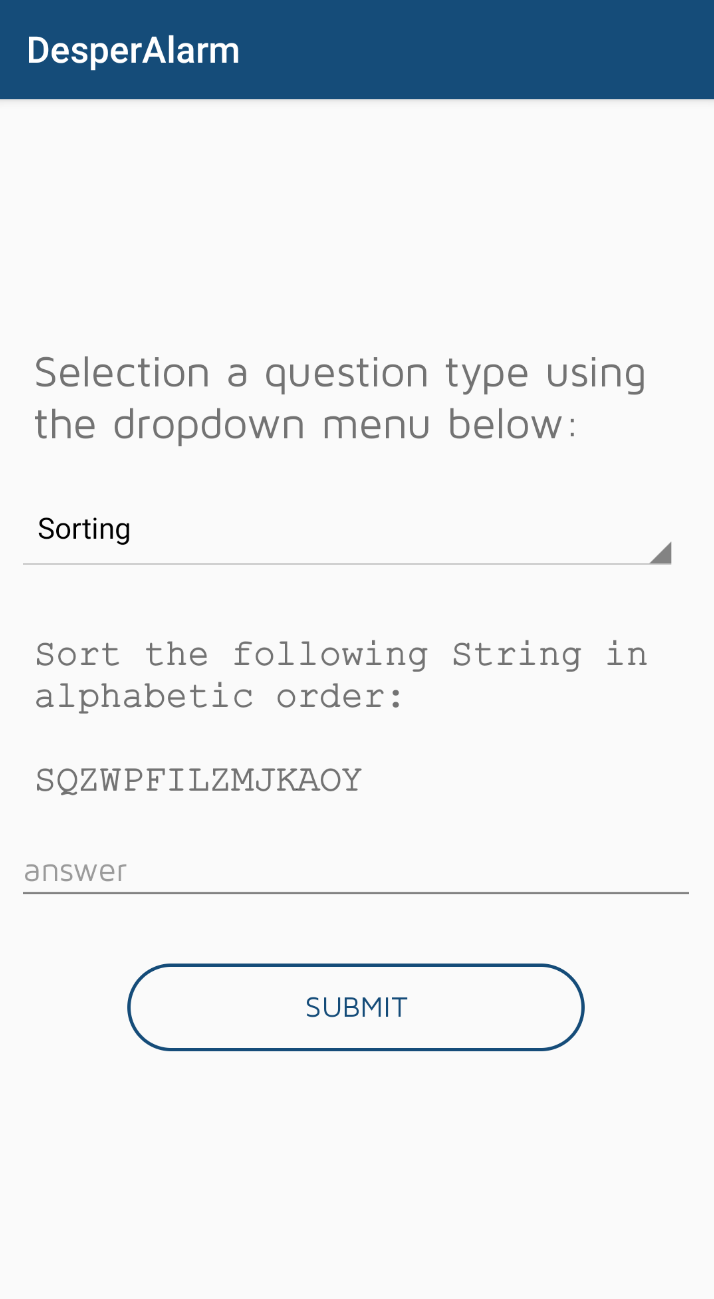 DesperAlarm
Selection a question type using
the dropdown menu below:
Sorting
Sort the following String in
alphabetic order:
SQZWPFILZMJKAOY
answer
SUBMIT